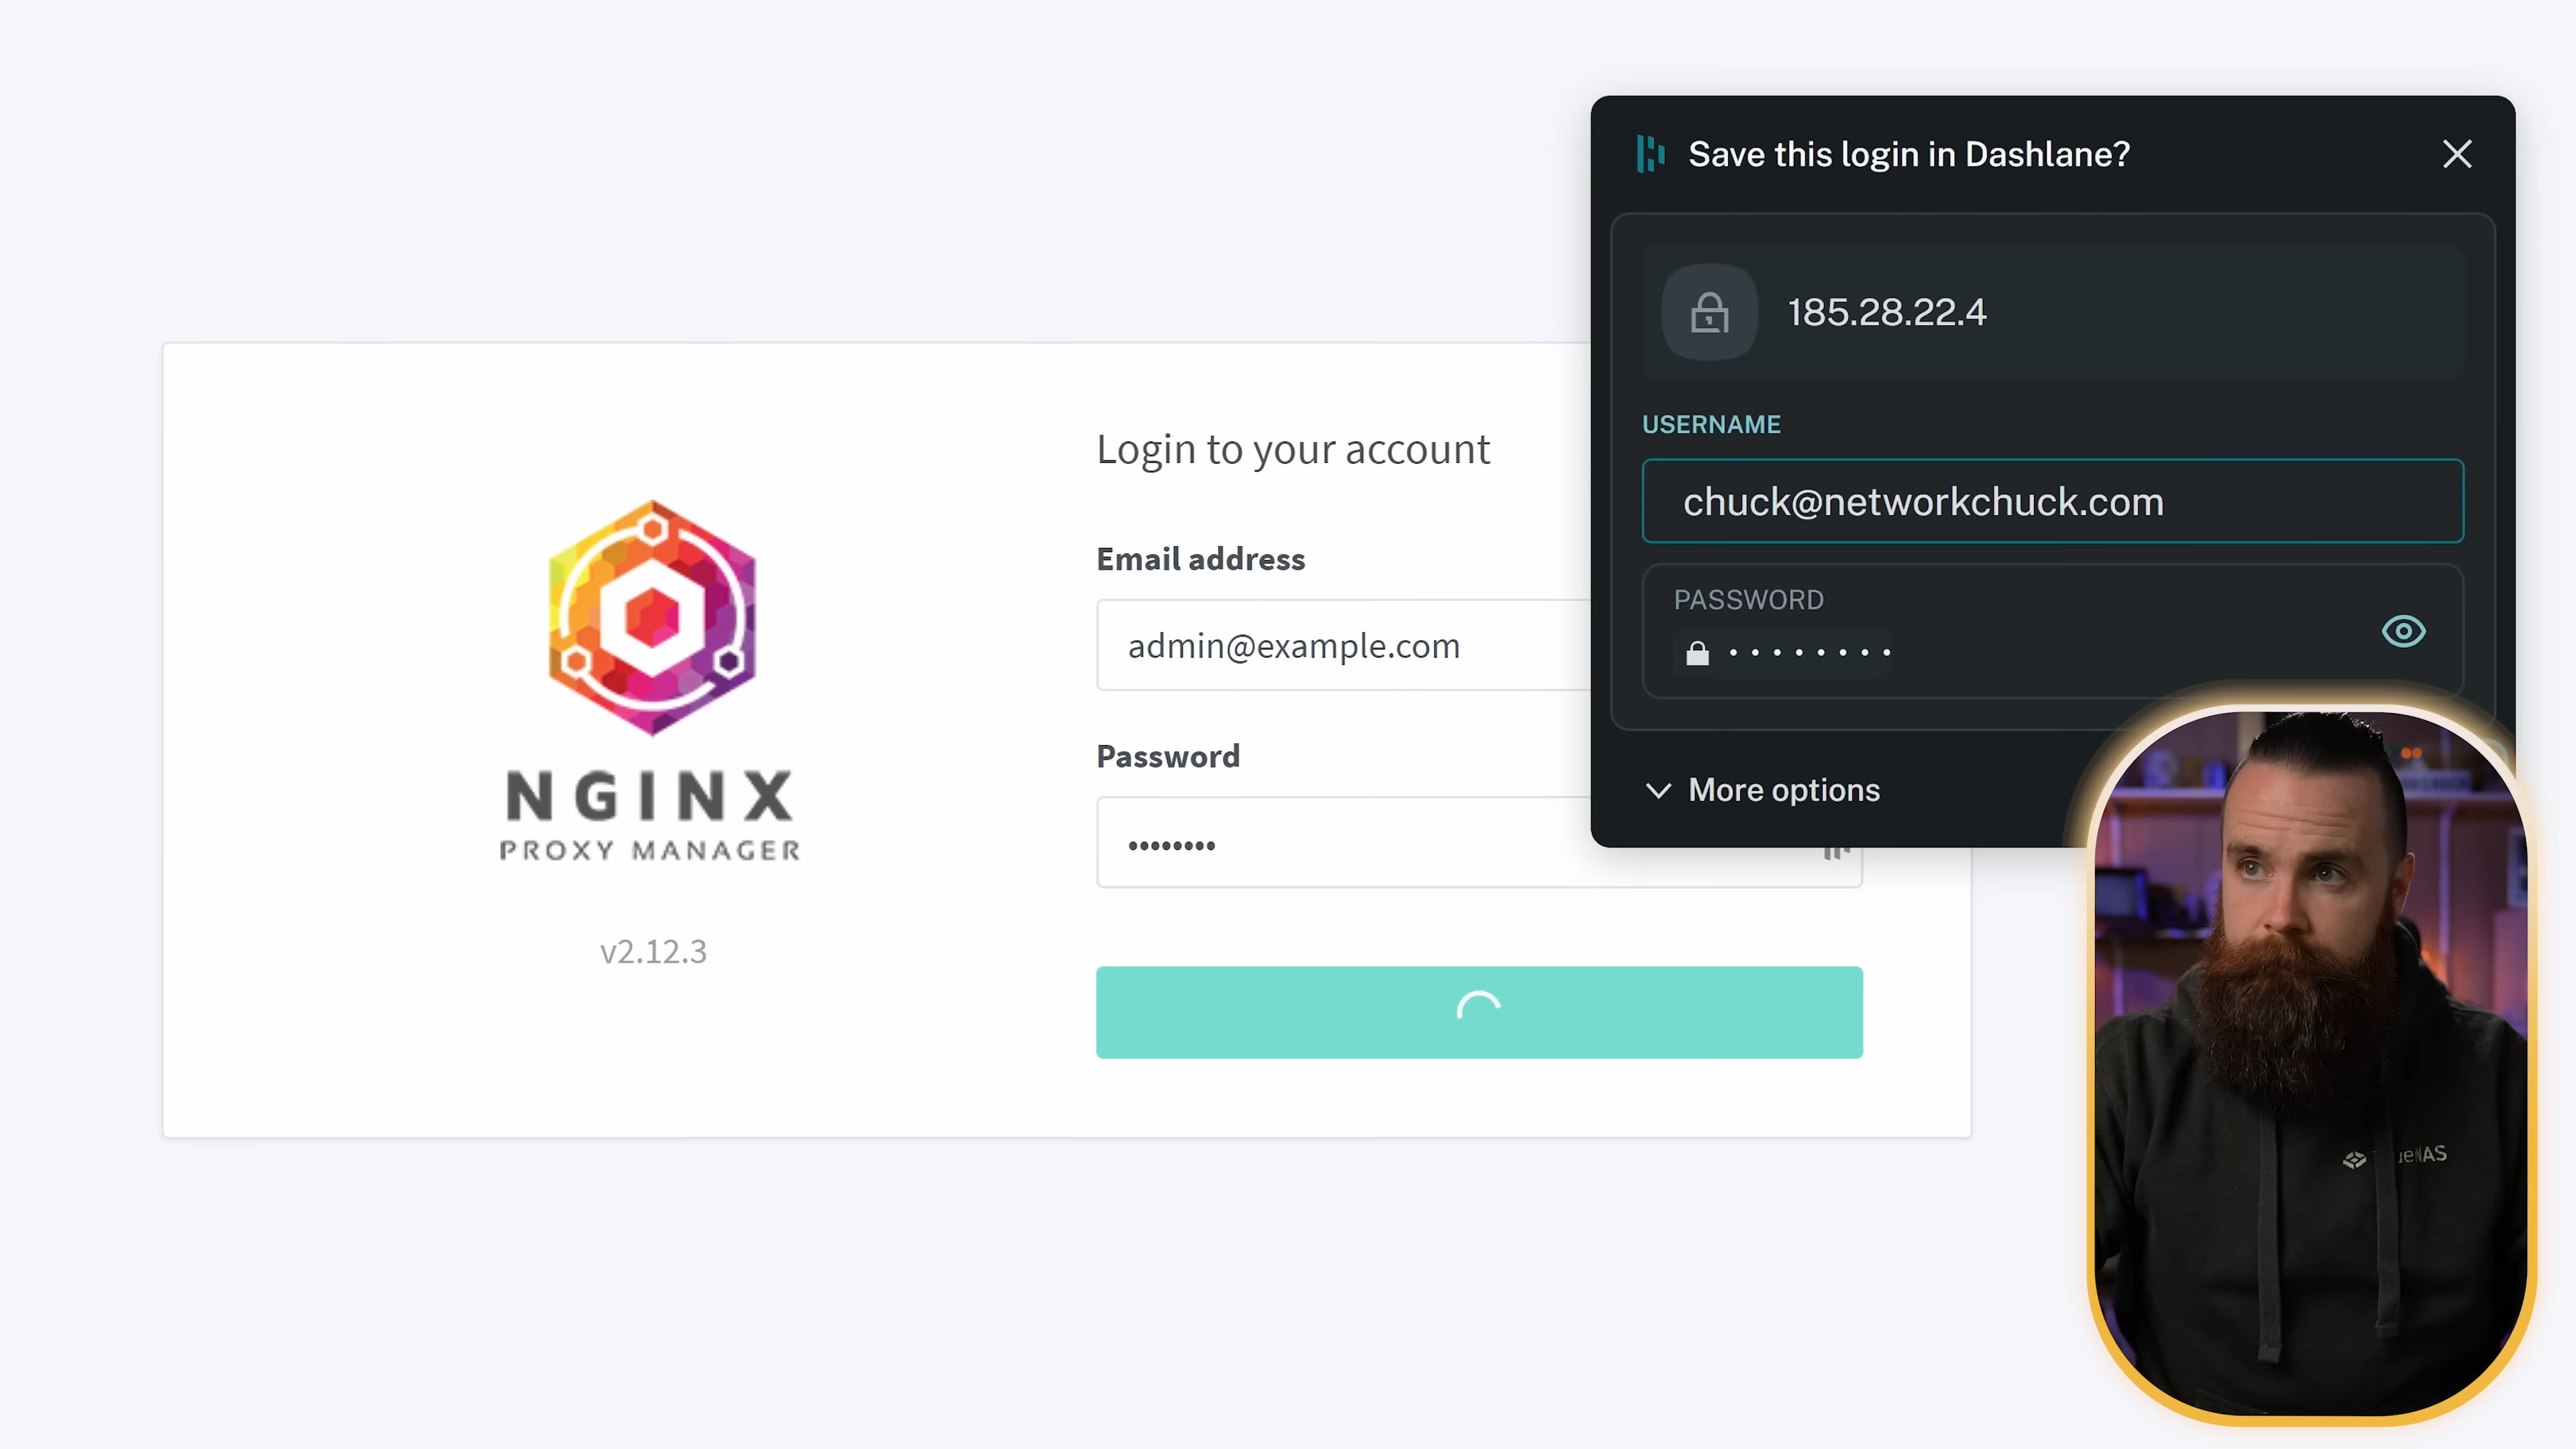 Save this login in Dashlane?
185.28.22.4
USERNAME
chuck@networkchuck.com
PASSWORD
••••••••
More options
Login to your account
Email address
admin@example.com
Password
••••••••
NGINX
PROXY MANAGER
v2.12.3